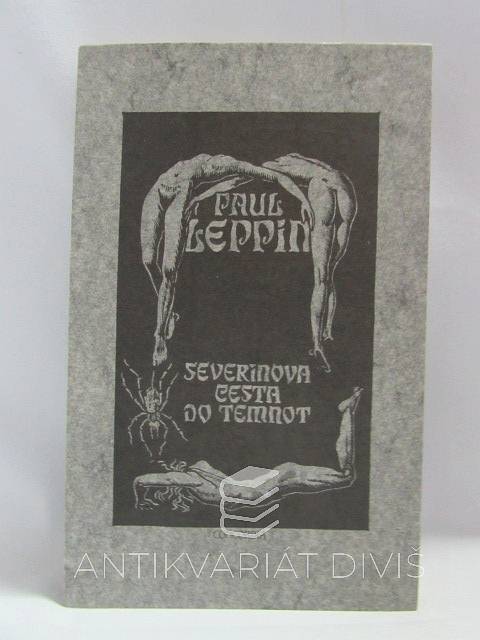 PAUL
LEPPIN
SEVERINOVA
CESTA
DO TEMNOT
ANTIKVARIÁT DIVIŠ